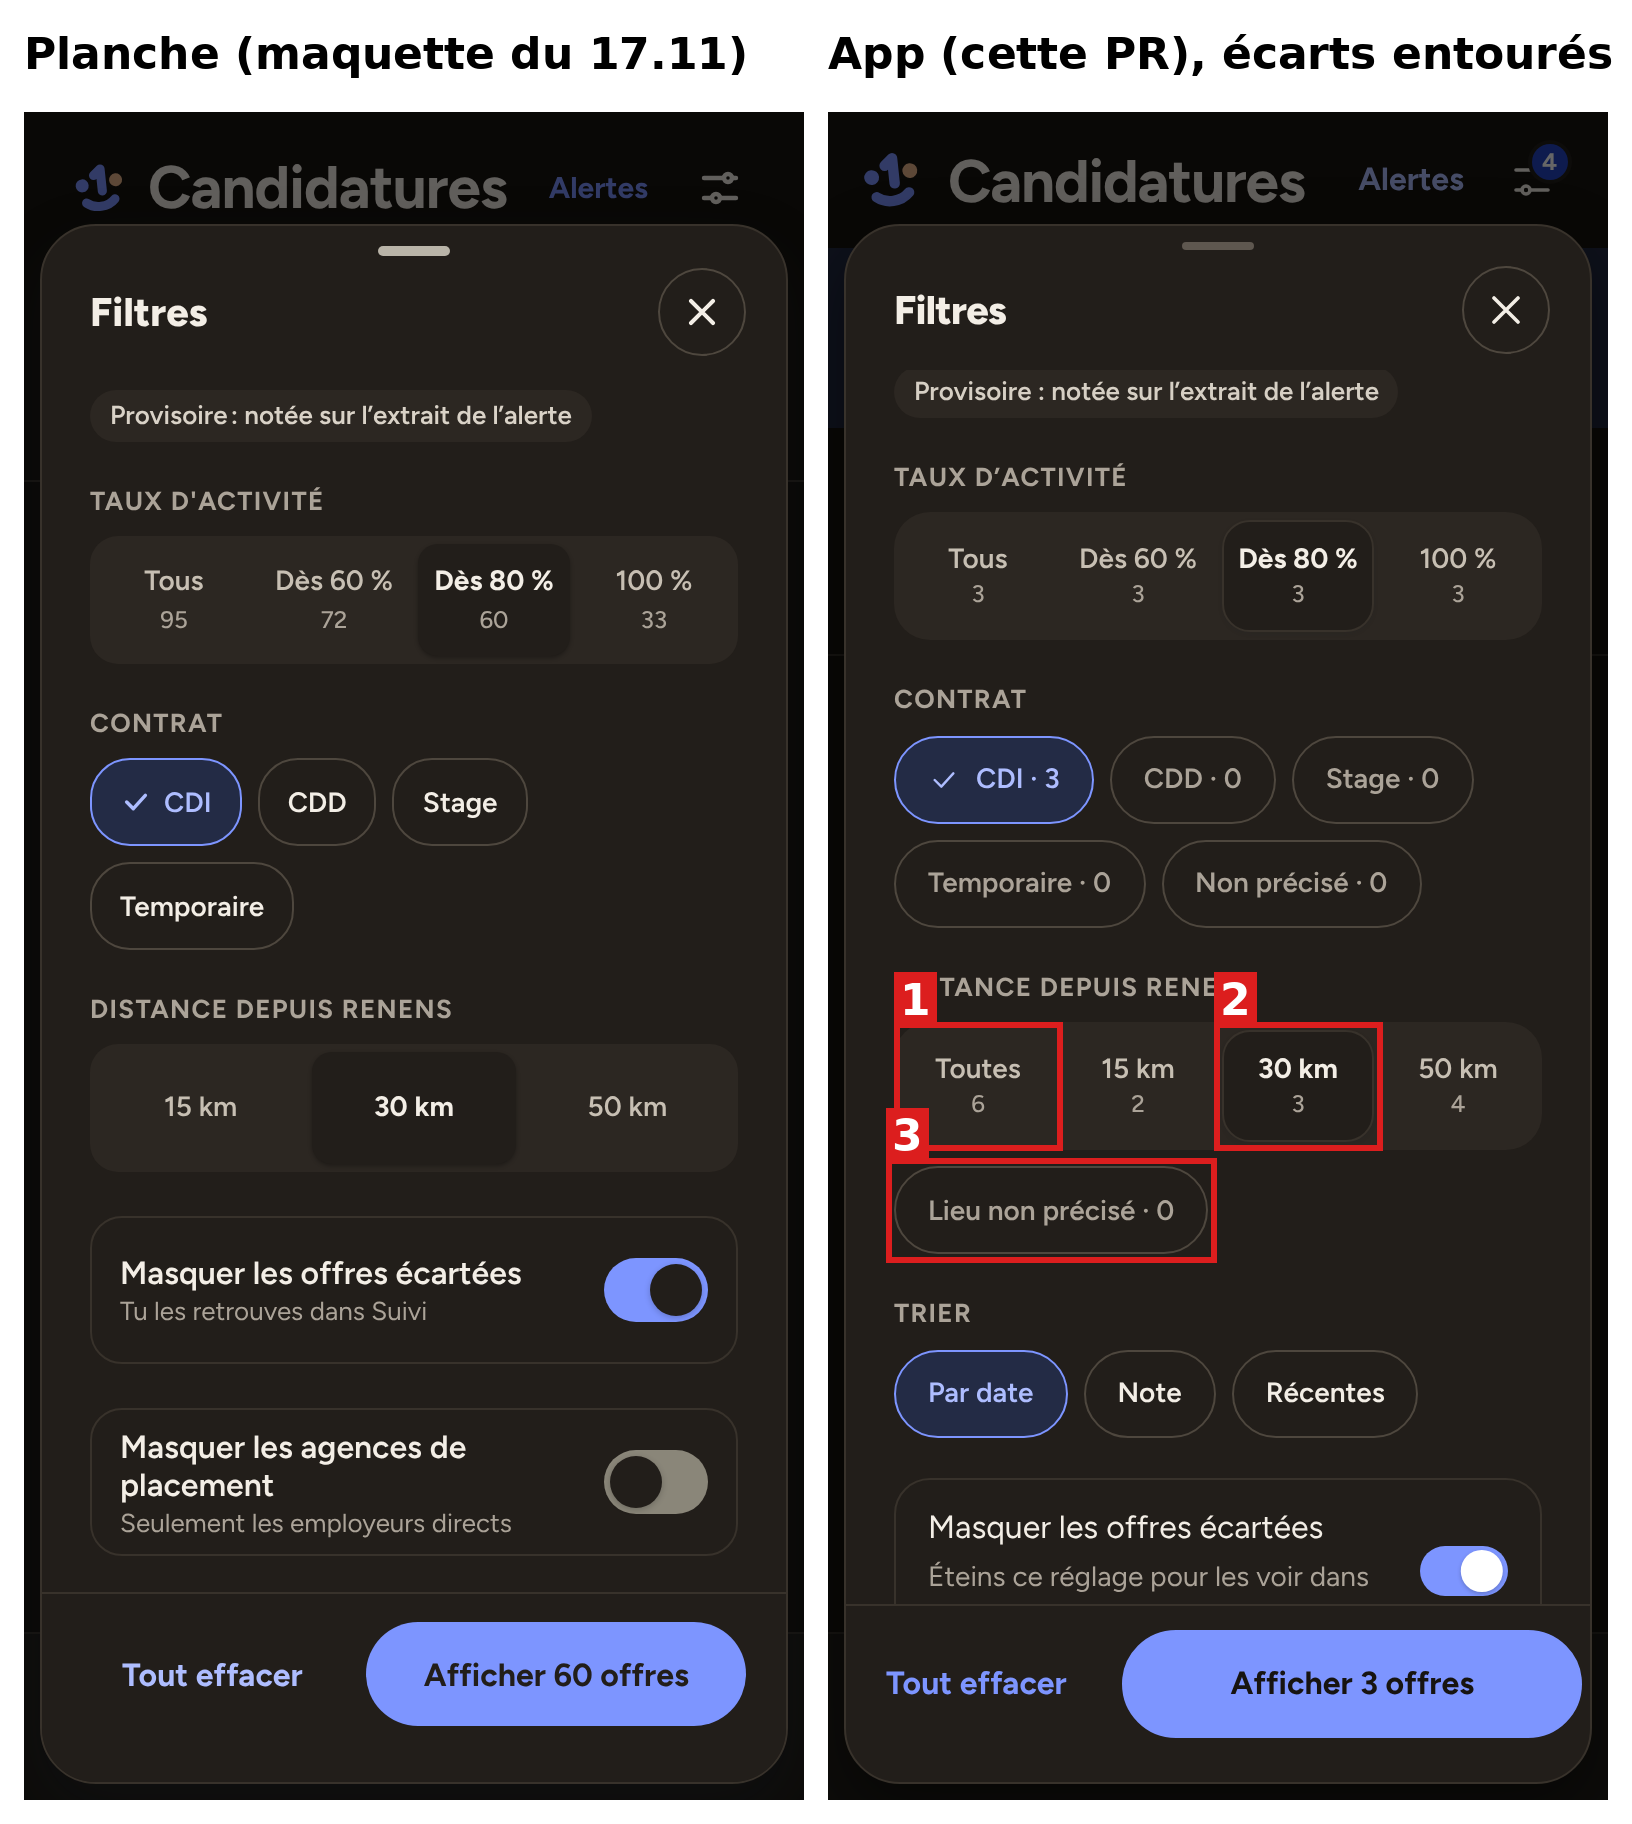 Planche (maquette du 17.11)
Candidatures Alertes
Filtres
Provisoire : notée sur l’extrait de l’alerte
TAUX D'ACTIVITÉ
Tous Dès 60 % Dès 80 % 100 %
95 72 60 33
CONTRAT
CDI CDD Stage
Temporaire
DISTANCE DEPUIS RENENS
15 km 30 km 50 km
Masquer les offres écartées
Tu les retrouves dans Suivi
Masquer les agences de
placement
Seulement les employeurs directs
Tout effacer Afficher 60 offres
App (cette PR), écarts entourés
Candidatures Alertes 4
Filtres
Provisoire : notée sur l’extrait de l’alerte
TAUX D’ACTIVITÉ
Tous Dès 60 % Dès 80 % 100 %
3 3 3 3
CONTRAT
CDI · 3 CDD · 0 Stage · 0
Temporaire · 0 Non précisé · 0
1 TANCE DEPUIS RENE 2
Toutes 15 km 30 km 50 km
6 2 3 4
3
Lieu non précisé · 0
TRIER
Par date Note Récentes
Masquer les offres écartées
Éteins ce réglage pour les voir dans
Tout effacer Afficher 3 offres